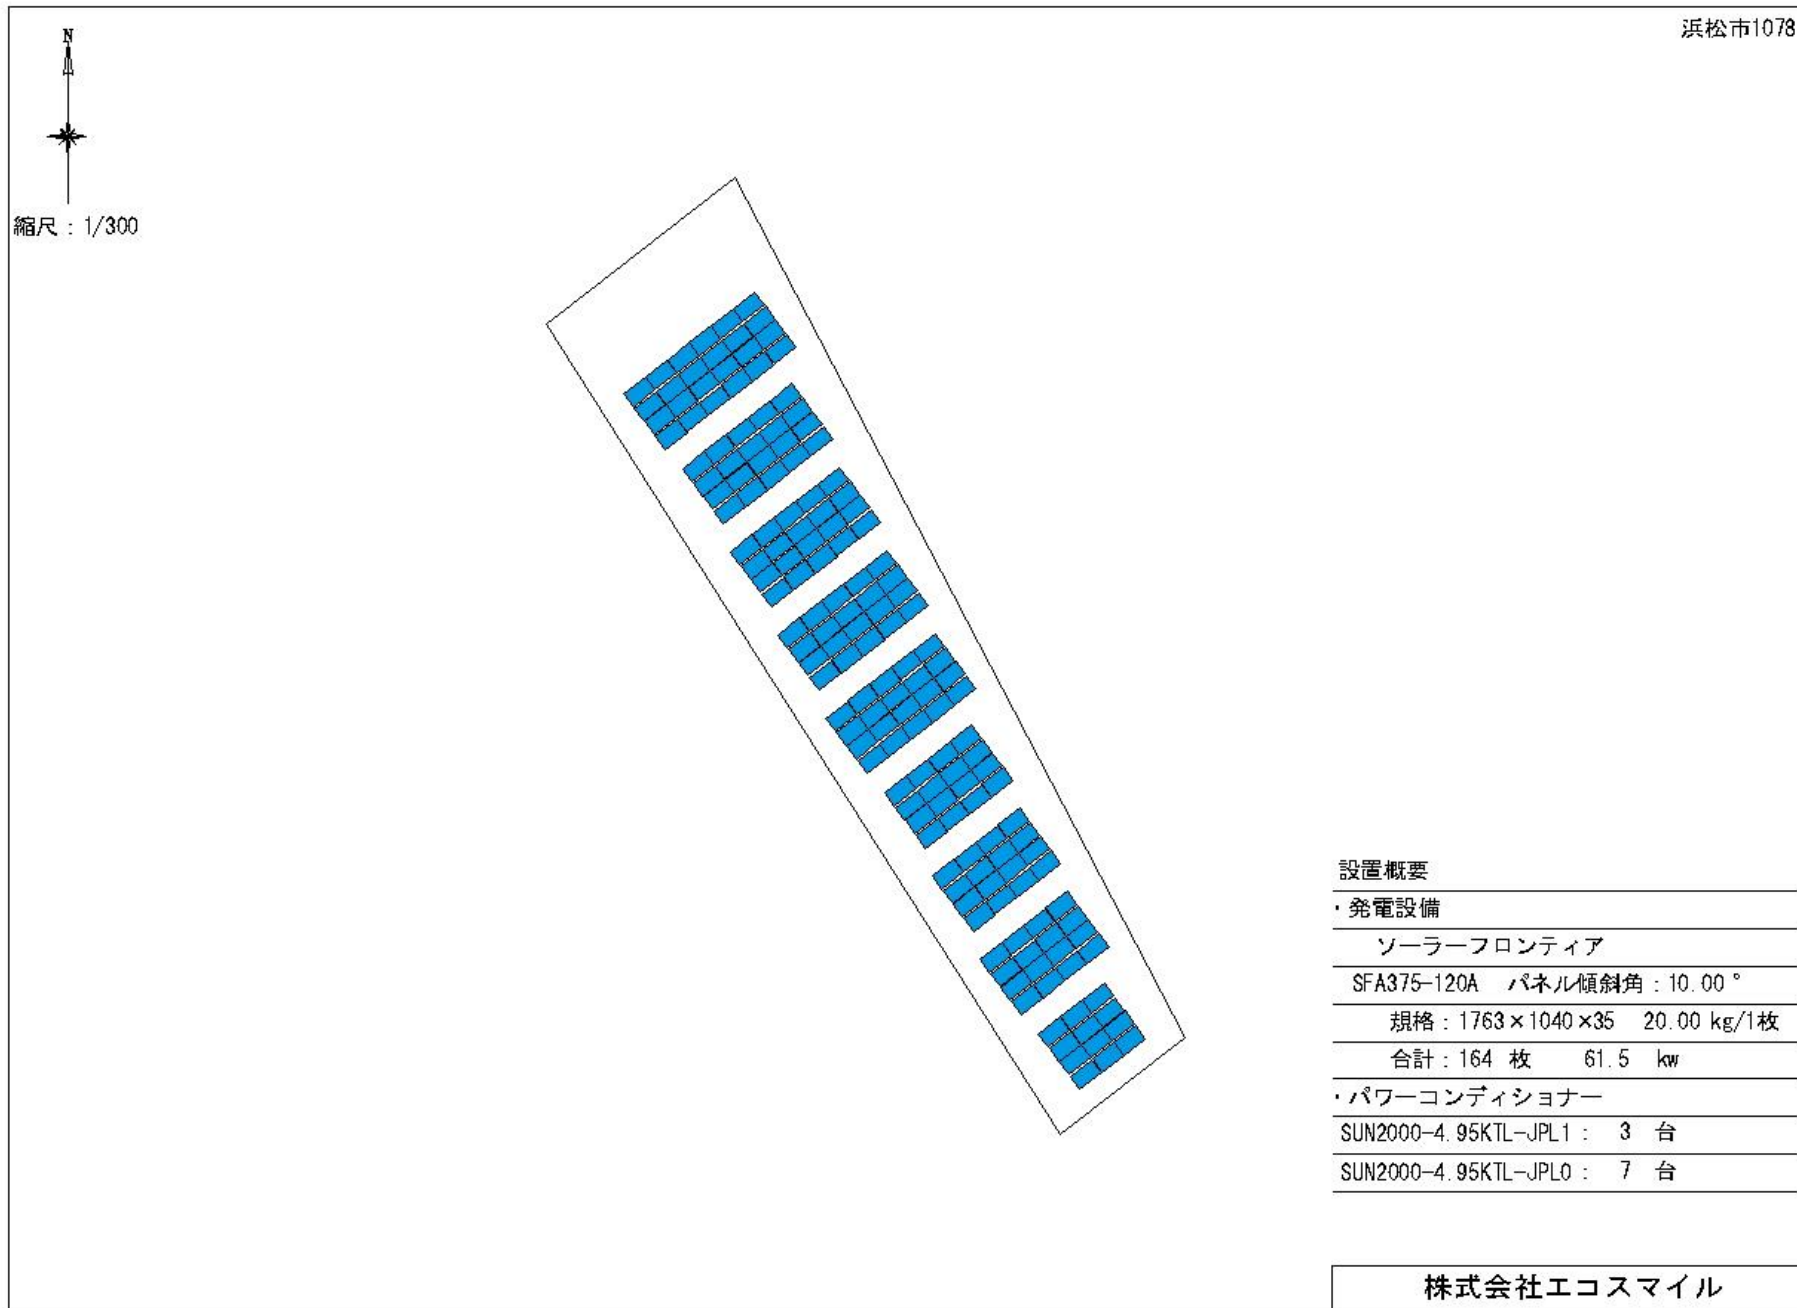 浜松市1078
N
縮尺：1/300
設置概要
・発電設備
ソーラーフロンティア
SFA375-120A　パネル傾斜角：10.00°
規格：1763×1040×35　20.00 kg/1枚
合計：164 枚　61.5 kw
・パワーコンディショナー
SUN2000-4.95KTL-JPL1： 3 台
SUN2000-4.95KTL-JPL0： 7 台
株式会社エコスマイル